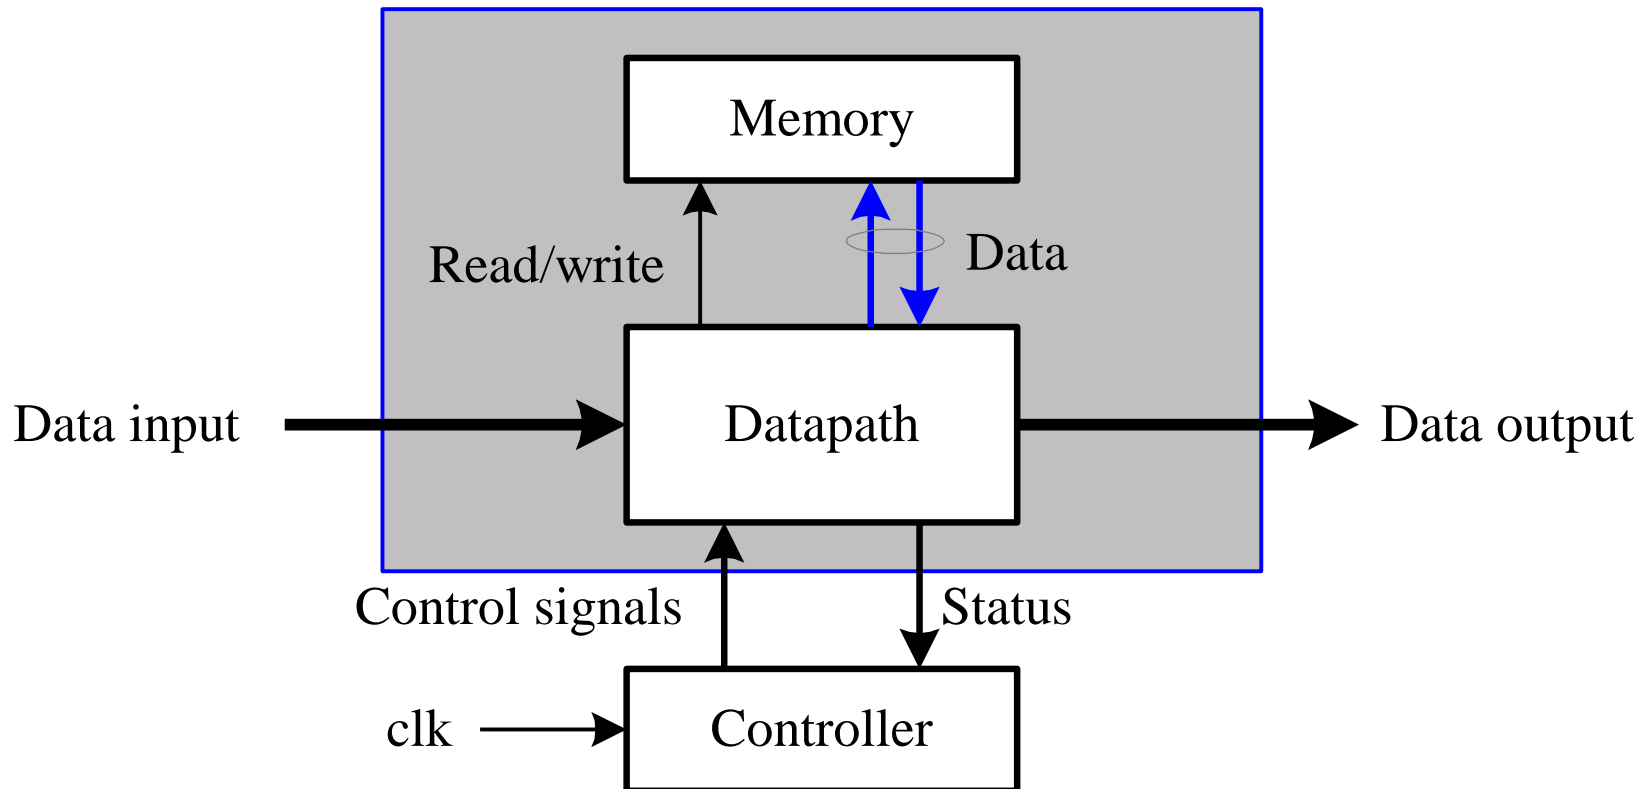 Memory
Read/write
Data
Data input
Datapath
Data output
Control signals
Status
clk
Controller